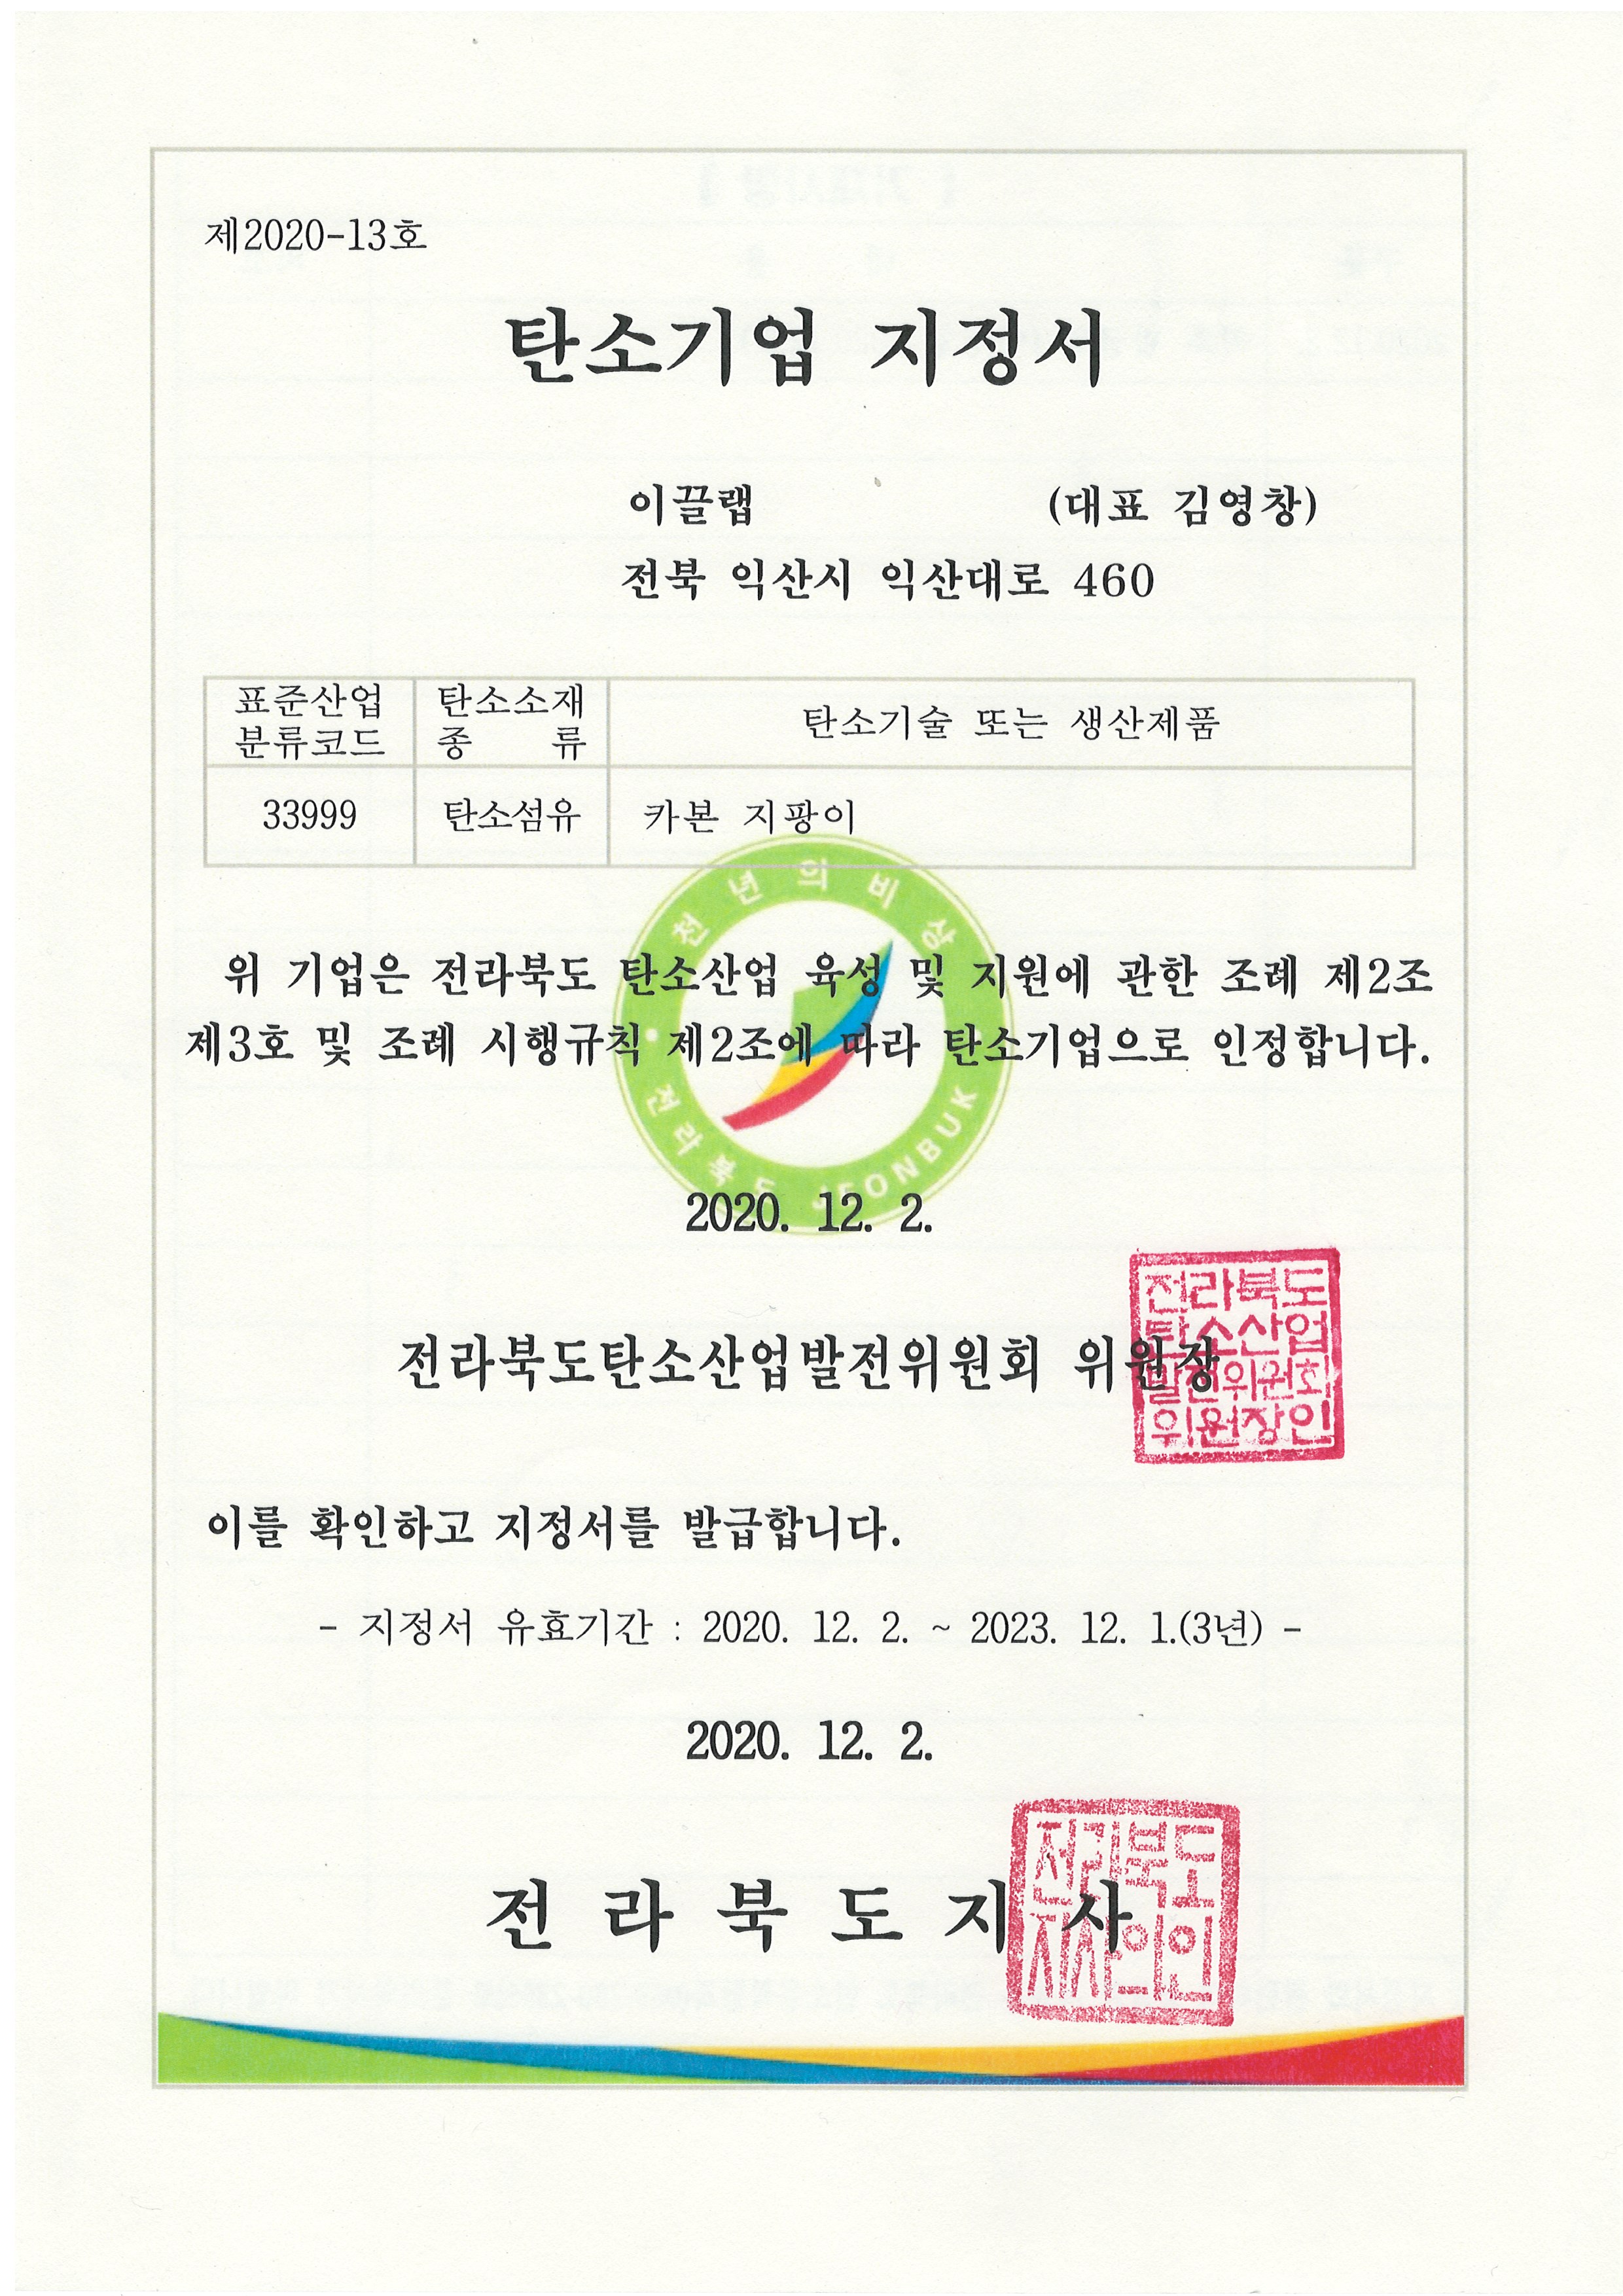 제2020-13호
탄소기업 지정서
이끌랩 (대표 김영창)
전북 익산시 익산대로 460
표준산업 분류코드 탄소소재 종 류 탄소기술 또는 생산제품
33999 탄소섬유 카본 지팡이
천년의 비상
위 기업은 전라북도 탄소산업 육성 및 지원에 관한 조례 제2조
제3호 및 조례 시행규칙 제2조에 따라 탄소기업으로 인정합니다.
전라북도 JEONBUK
2020. 12. 2.
전라북도탄소산업발전위원회 위원장
전라북도
탄소산업
발전위원회
위원장인
이를 확인하고 지정서를 발급합니다.
- 지정서 유효기간 : 2020. 12. 2. ~ 2023. 12. 1.(3년) -
2020. 12. 2.
전 라 북 도 지 사
전라북도
지사의인